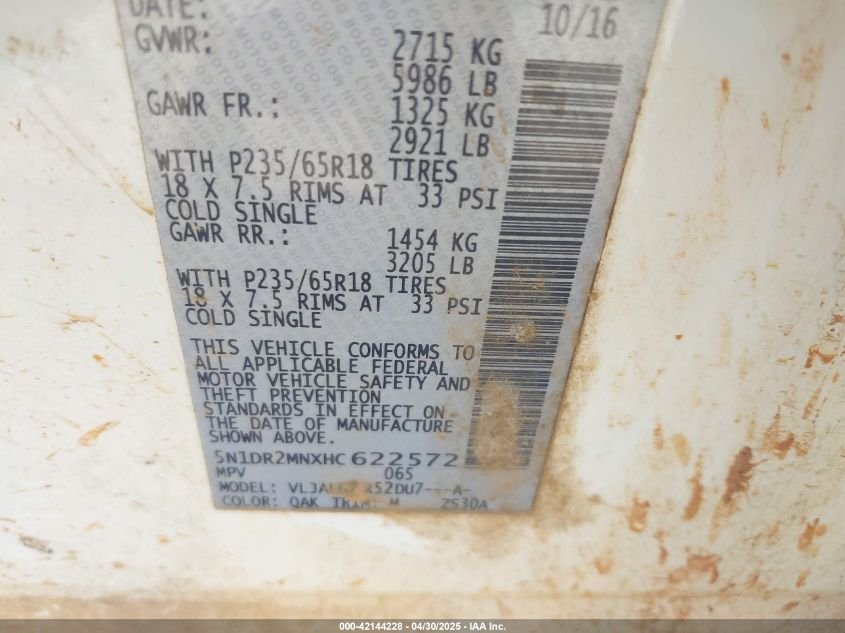 DATE:
10/16
GVWR:
2715 KG
5986 LB
GAWR FR.:
1325 KG
2921 LB
WITH P235/65R18 TIRES
18 X 7.5 RIMS AT 33 PSI
COLD SINGLE
GAWR RR.:
1454 KG
3205 LB
WITH P235/65R18 TIRES
18 X 7.5 RIMS AT 33 PSI
COLD SINGLE
THIS VEHICLE CONFORMS TO
ALL APPLICABLE FEDERAL
MOTOR VEHICLE SAFETY AND
THEFT PREVENTION
STANDARDS IN EFFECT ON
THE DATE OF MANUFACTURE
SHOWN ABOVE.
5N1DR2MNXHC622572
MPV 065
MODEL:
COLOR: QAK TRIM: 2S30A
000-42144228 - 04/30/2025 - IAA Inc.